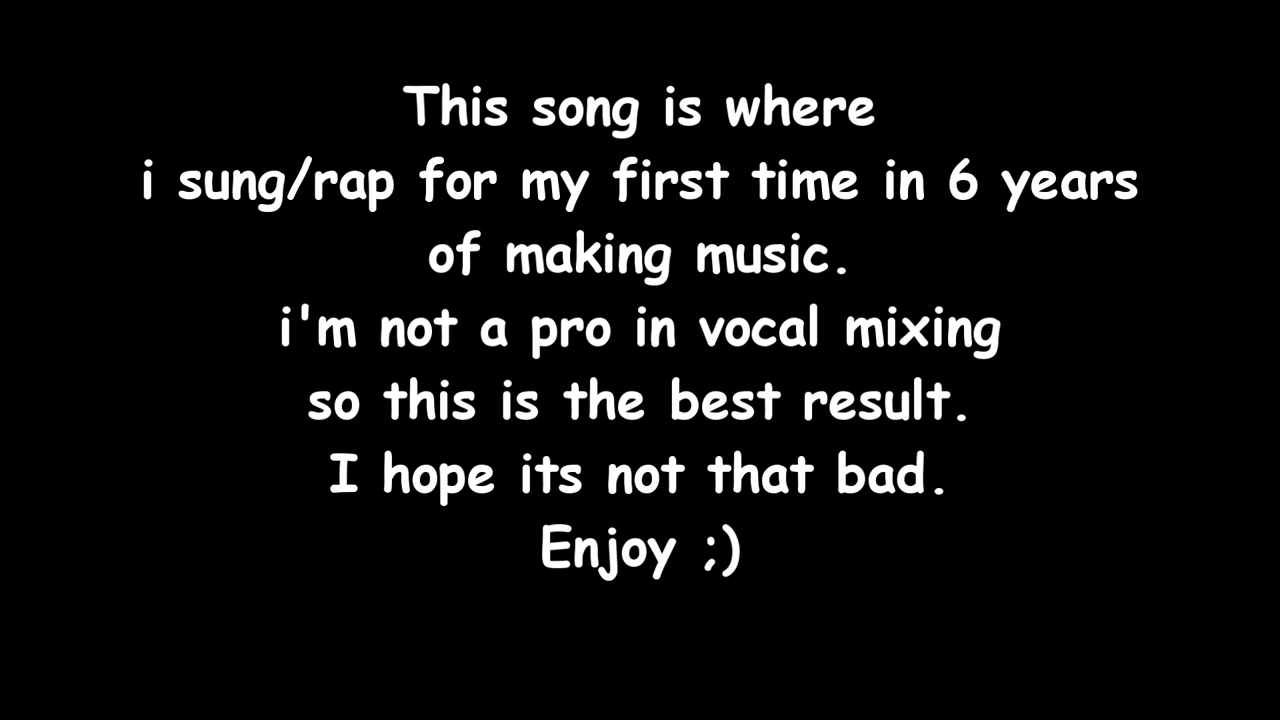 This song is where
i sung/rap for my first time in 6 years
of making music.
i'm not a pro in vocal mixing
so this is the best result.
I hope its not that bad.
Enjoy ;)